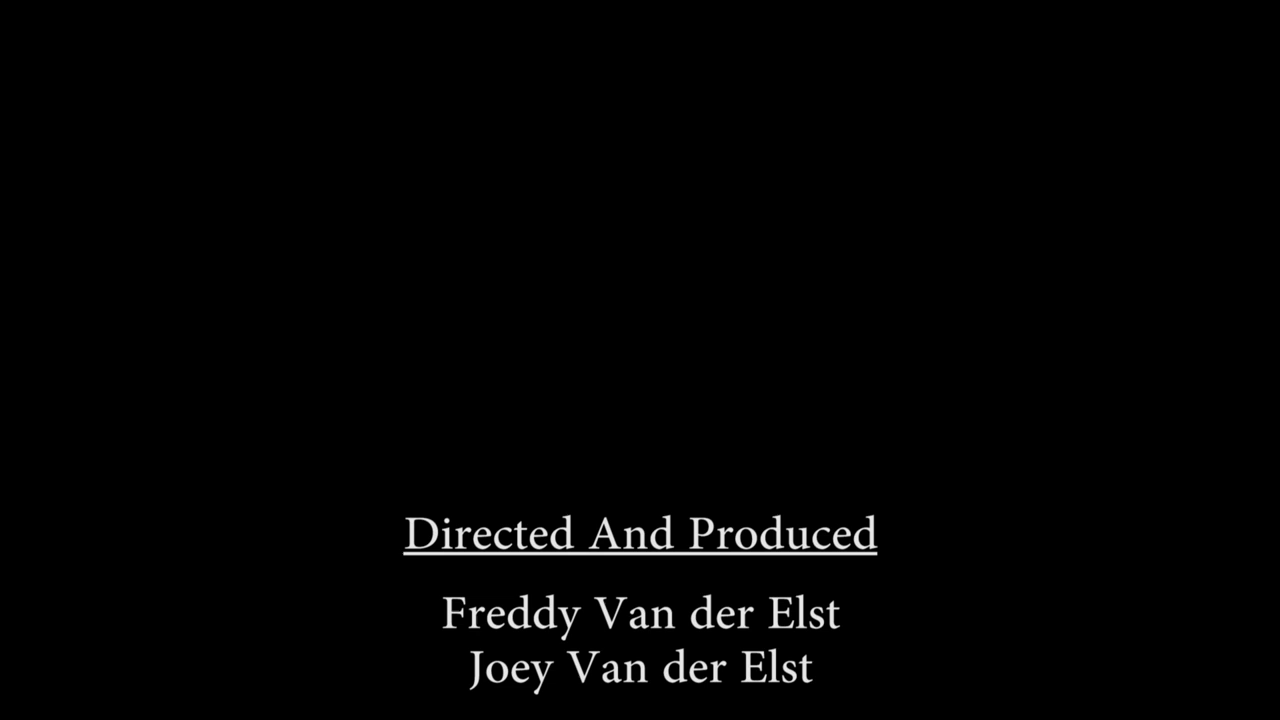 Directed And Produced
Freddy Van der Elst
Joey Van der Elst